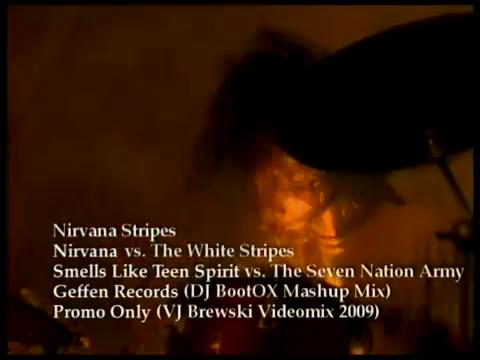 Nirvana Stripes
Nirvana vs. The White Stripes
Smells Like Teen Spirit vs. The Seven Nation Army
Geffen Records (DJ BootOX Mashup Mix)
Promo Only (VJ Brewski Videomix 2009)